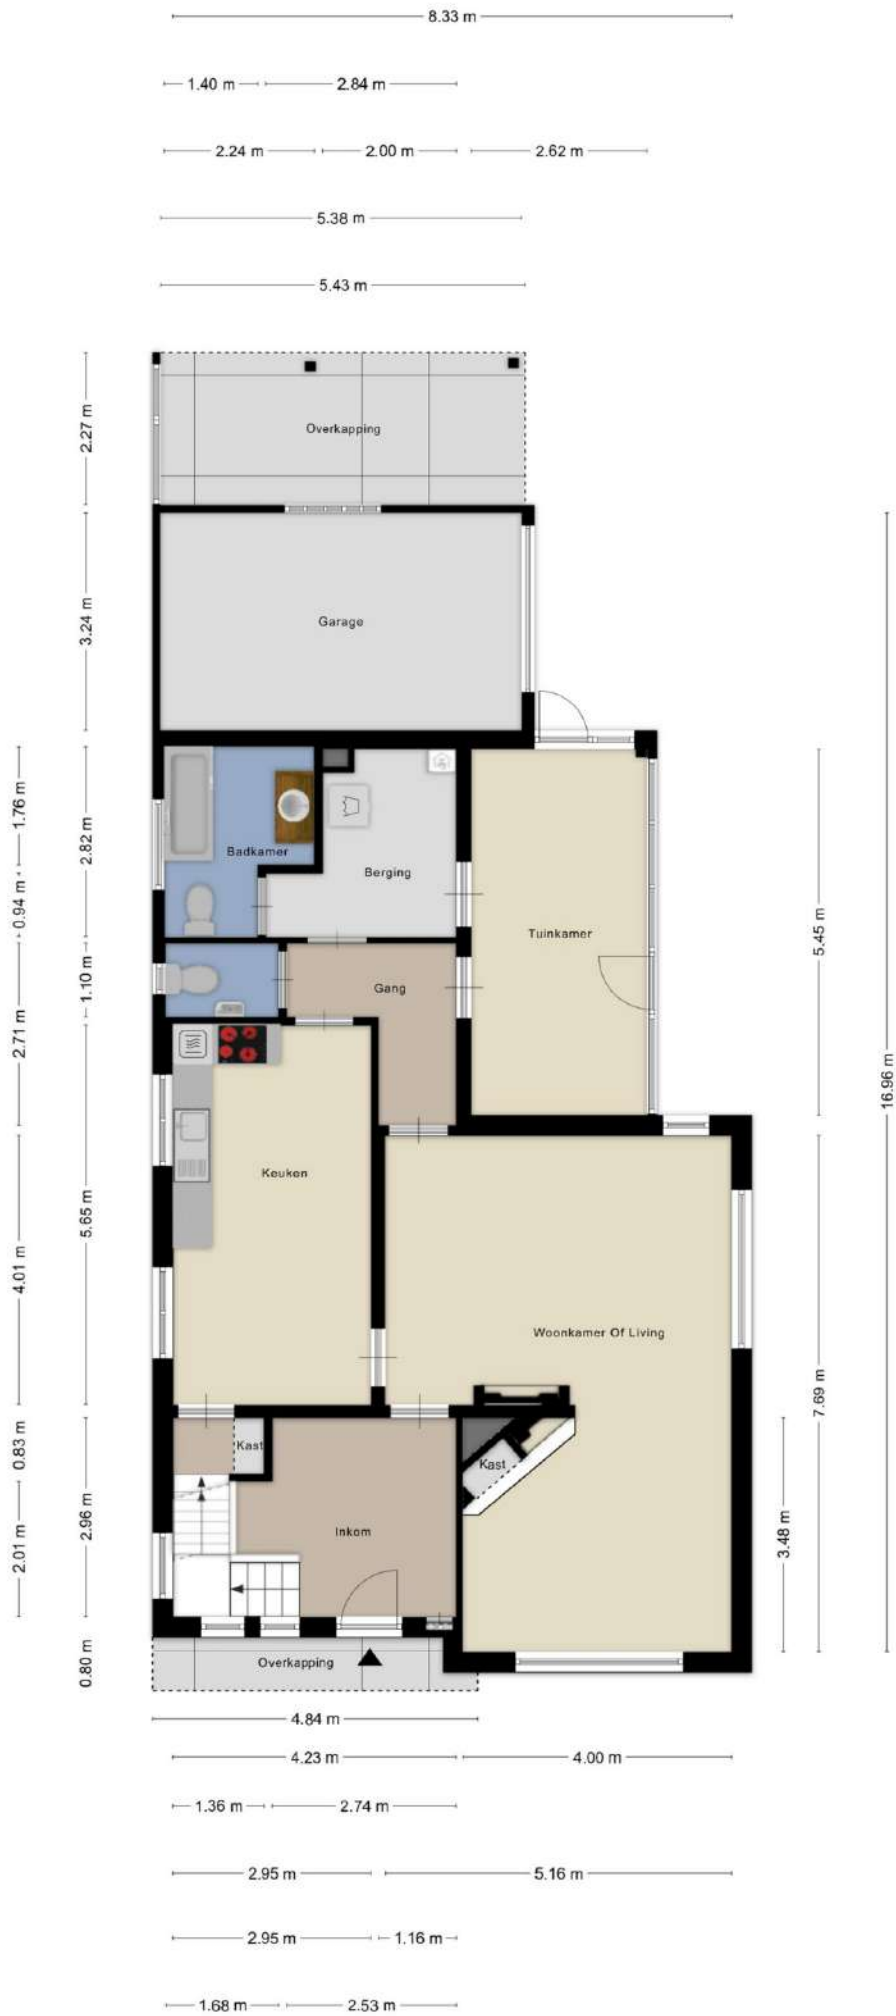 8.33 m
1.40 m
2.84 m
2.24 m
2.00 m
2.62 m
5.38 m
5.43 m
2.27 m
Overkapping
3.24 m
Garage
16.96 m
1.76 m
2.82 m
Badkamer
Berging
0.94 m
Tuinkamer
5.45 m
1.10 m
Gang
2.71 m
Keuken
5.65 m
4.01 m
Woonkamer Of Living
7.69 m
0.83 m
Kast
Kast
2.96 m
Inkom
2.01 m
3.48 m
0.80 m
Overkapping
4.84 m
4.23 m
4.00 m
1.36 m
2.74 m
2.95 m
5.16 m
2.95 m
1.16 m
1.68 m
2.53 m